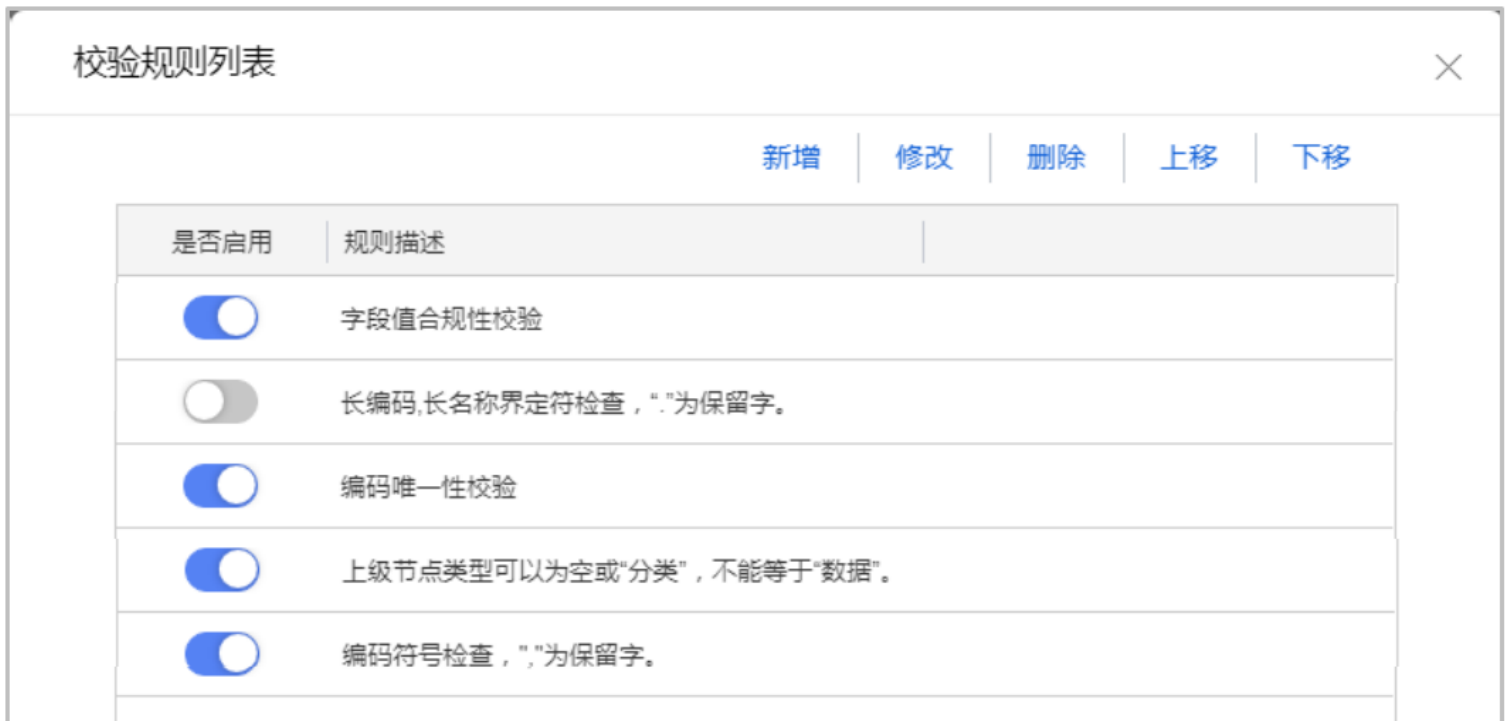 校验规则列表
新增 修改 删除 上移 下移
是否启用 规则描述
字段值合规性校验
长编码,长名称界定符检查，“.”为保留字。
编码唯一性校验
上级节点类型可以为空或“分类”，不能等于“数据”。
编码符号检查，","为保留字。